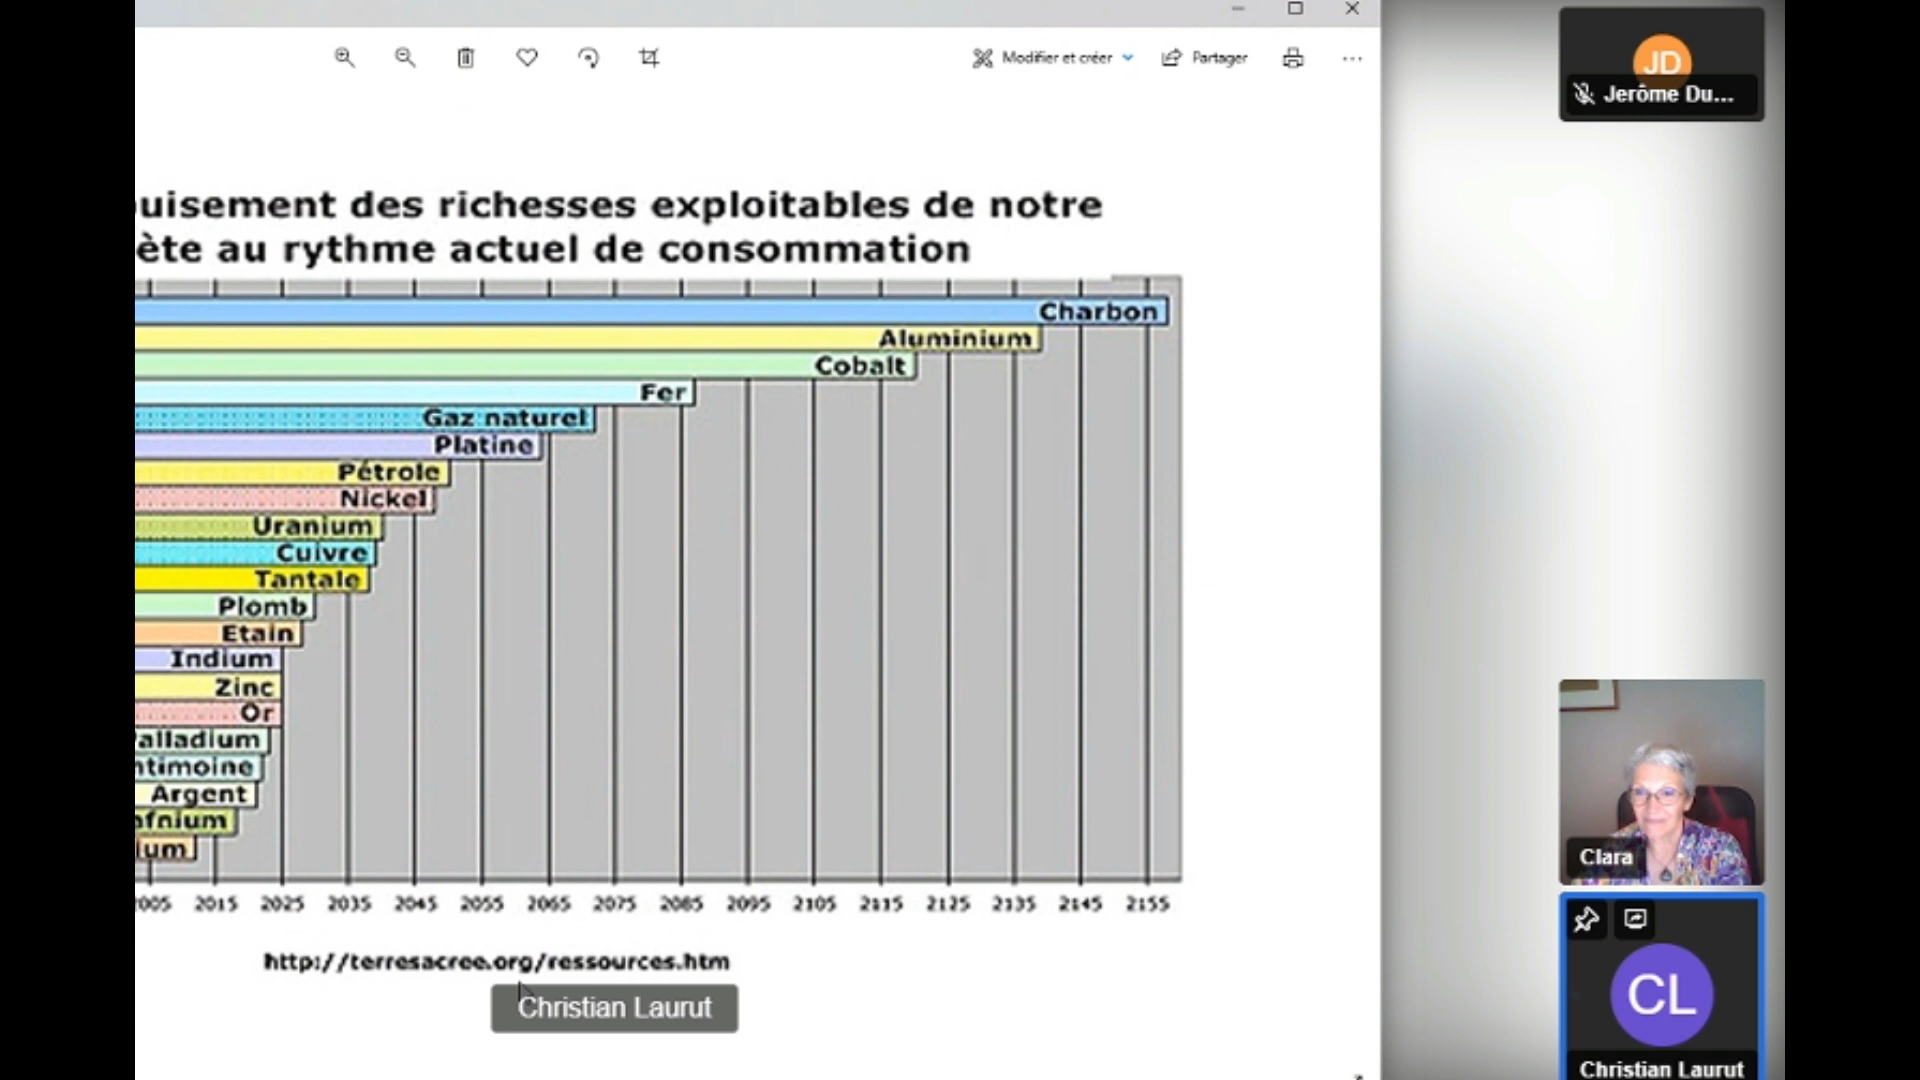 Modifier et créer
Partager
uisement des richesses exploitables de notre
ète au rythme actuel de consommation
Charbon
Aluminium
Cobalt
Fer
Gaz naturel
Platine
Pétrole
Nickel
Uranium
Cuivre
Tantale
Plomb
Etain
Indium
Zinc
Or
alladium
ntimoine
Argent
afnium
ium
2005 2015 2025 2035 2045 2055 2065 2075 2085 2095 2105 2115 2125 2135 2145 2155
http://terresacree.org/ressources.htm
Christian Laurut
JD
Jerôme Du...
Clara
CL
Christian Laurut